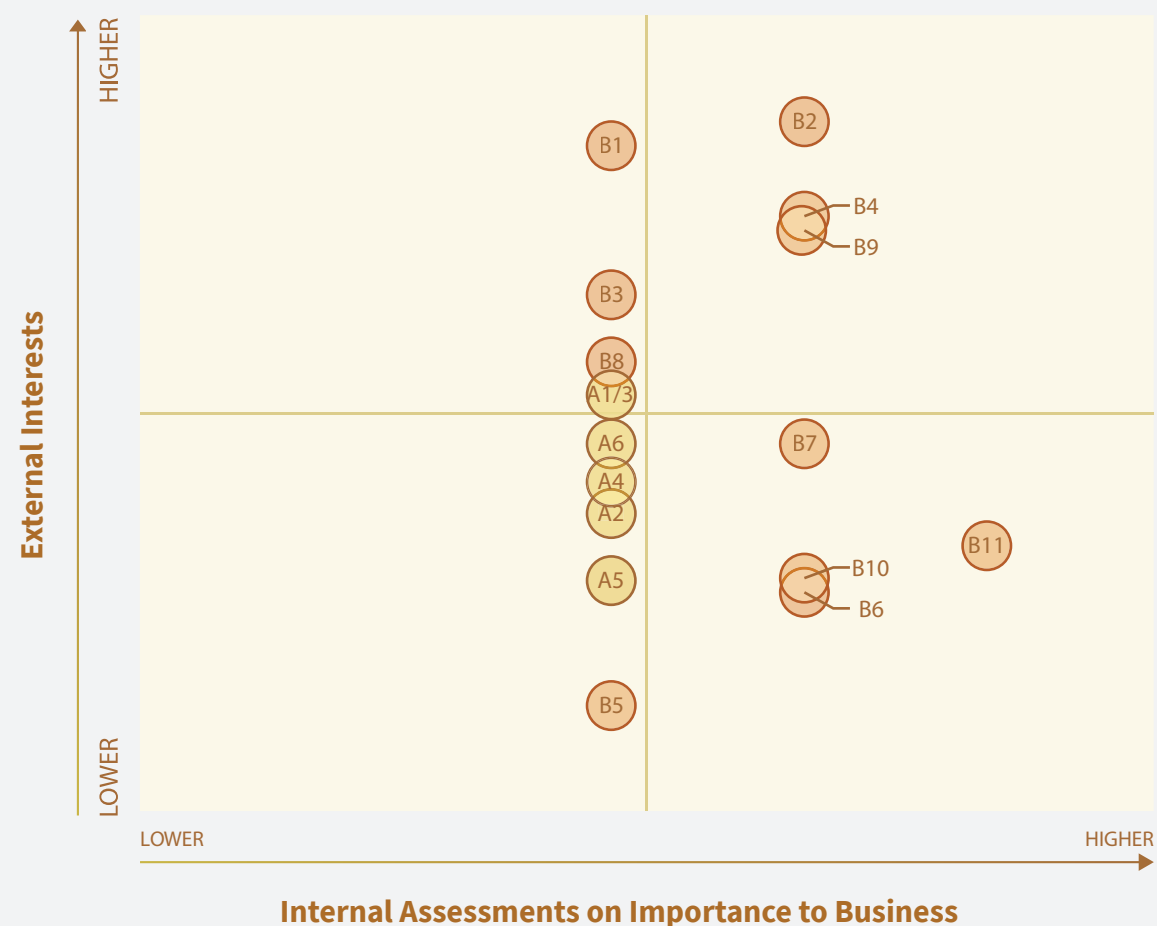 HIGHER
B2
B1
B4
B9
B3
B8
A1/3
External Interests
A6
B7
A4
A2
B11
B10
A5
B6
B5
LOWER
LOWER
HIGHER
Internal Assessments on Importance to Business